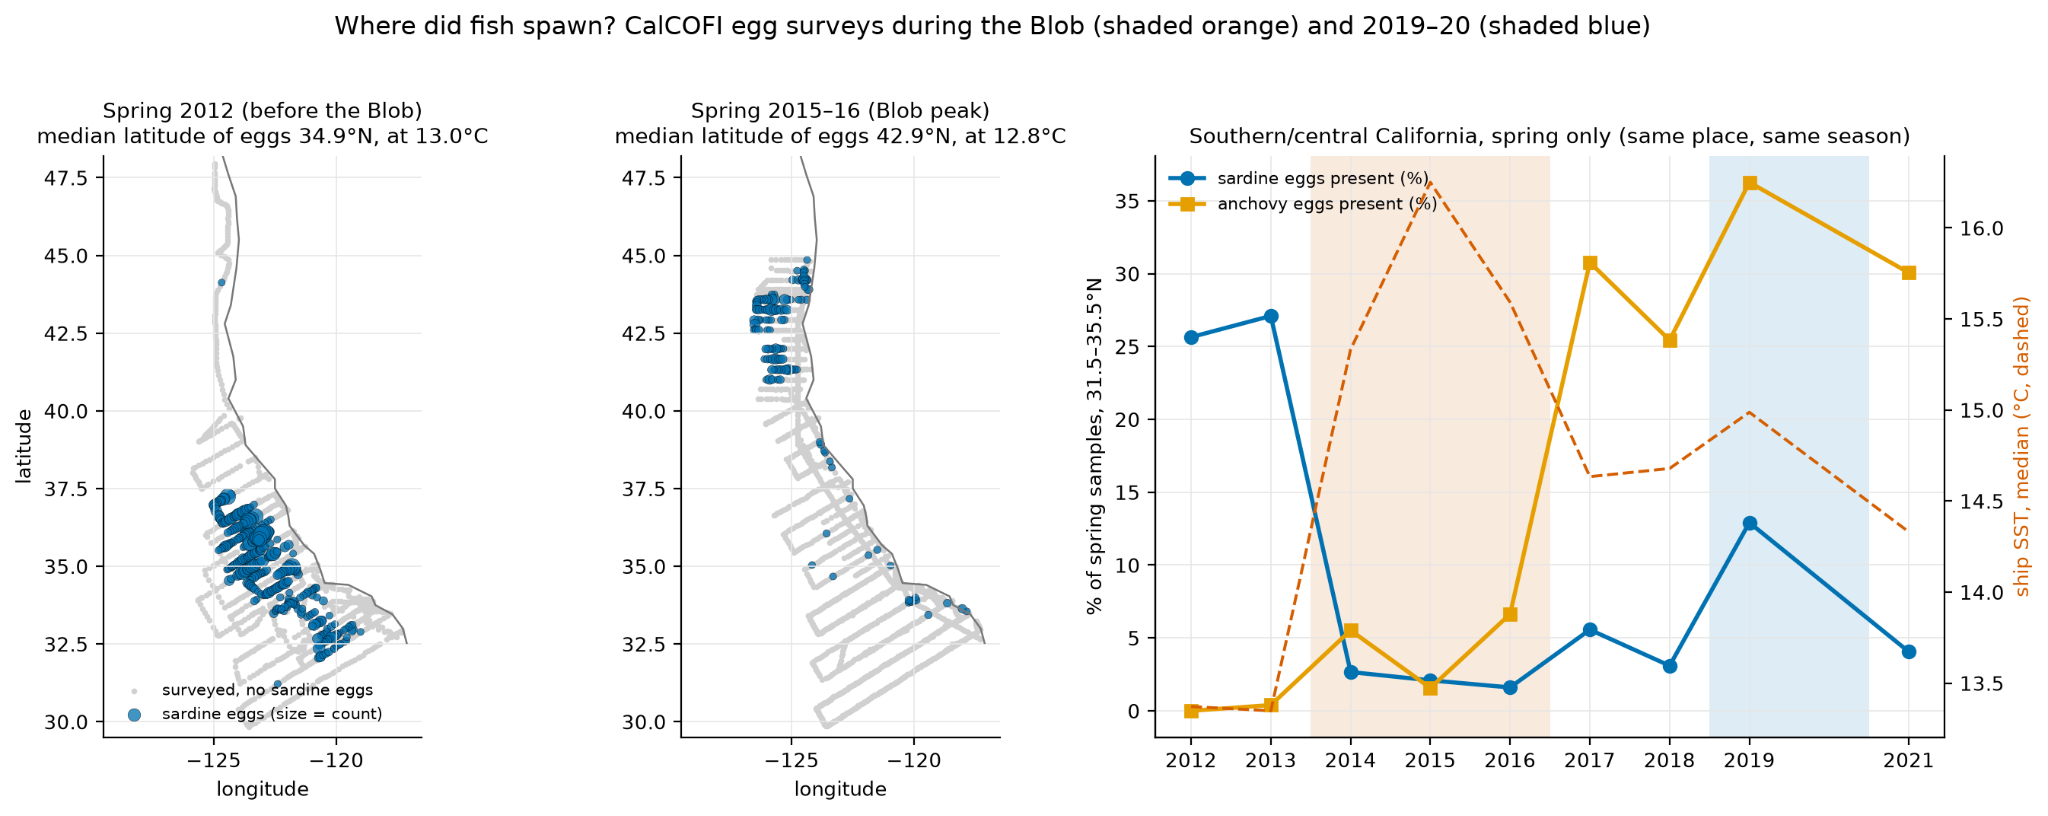 Where did fish spawn? CalCOFI egg surveys during the Blob (shaded orange) and 2019–20 (shaded blue)
Spring 2012 (before the Blob)
median latitude of eggs 34.9°N, at 13.0°C
47.5
45.0
42.5
40.0
37.5
35.0
32.5
30.0
latitude
surveyed, no sardine eggs
sardine eggs (size = count)
−125
−120
longitude
Spring 2015–16 (Blob peak)
median latitude of eggs 42.9°N, at 12.8°C
47.5
45.0
42.5
40.0
37.5
35.0
32.5
30.0
−125
−120
longitude
Southern/central California, spring only (same place, same season)
sardine eggs present (%)
anchovy eggs present (%)
% of spring samples, 31.5–35.5°N
35
30
25
20
15
10
5
0
2012
2013
2014
2015
2016
2017
2018
2019
2021
16.0
15.5
15.0
14.5
14.0
13.5
ship SST, median (°C, dashed)